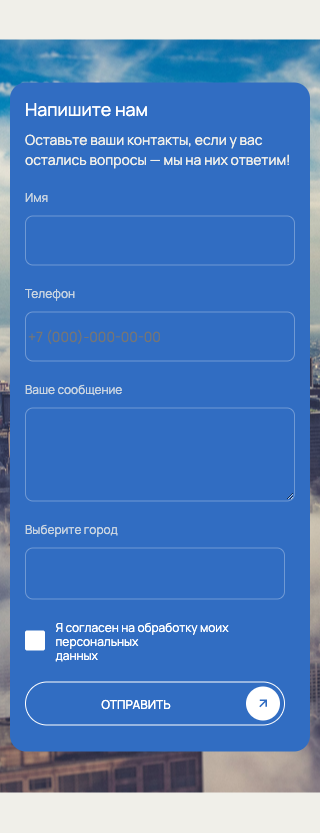 Напишите нам
Оставьте ваши контакты, если у вас
остались вопросы — мы на них ответим!
Имя
Телефон
+7 (000)-000-00-00
Ваше сообщение
Выберите город
Я согласен на обработку моих
персональных
данных
ОТПРАВИТЬ